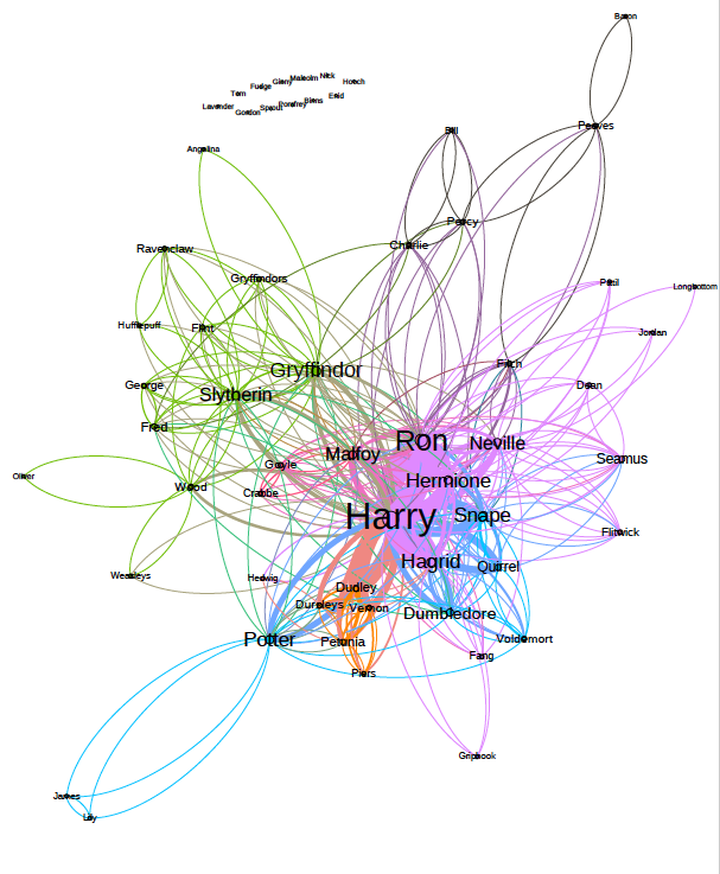 Baron
Nick
Malcolm
Ginny
Hooch
Fudge
Tom
Enid
Binns
Pomfrey
Lavender
Sprout
Gordon
Peeves
Bill
Angelina
Percy
Charlie
Ravenclaw
Gryffindors
Patil
Longbottom
Hufflepuff
Flint
Jordan
Filch
Gryffindor
George
Dean
Slytherin
Fred
Ron
Neville
Malfoy
Seamus
Goyle
Oliver
Hermione
Wood
Crabbe
Harry
Snape
Flitwick
Hagrid
Quirrel
Weasleys
Hedwig
Dudley
Dursleys
Vernon
Dumbledore
Potter
Petunia
Voldemort
Fang
Piers
Griphook
James
Lily